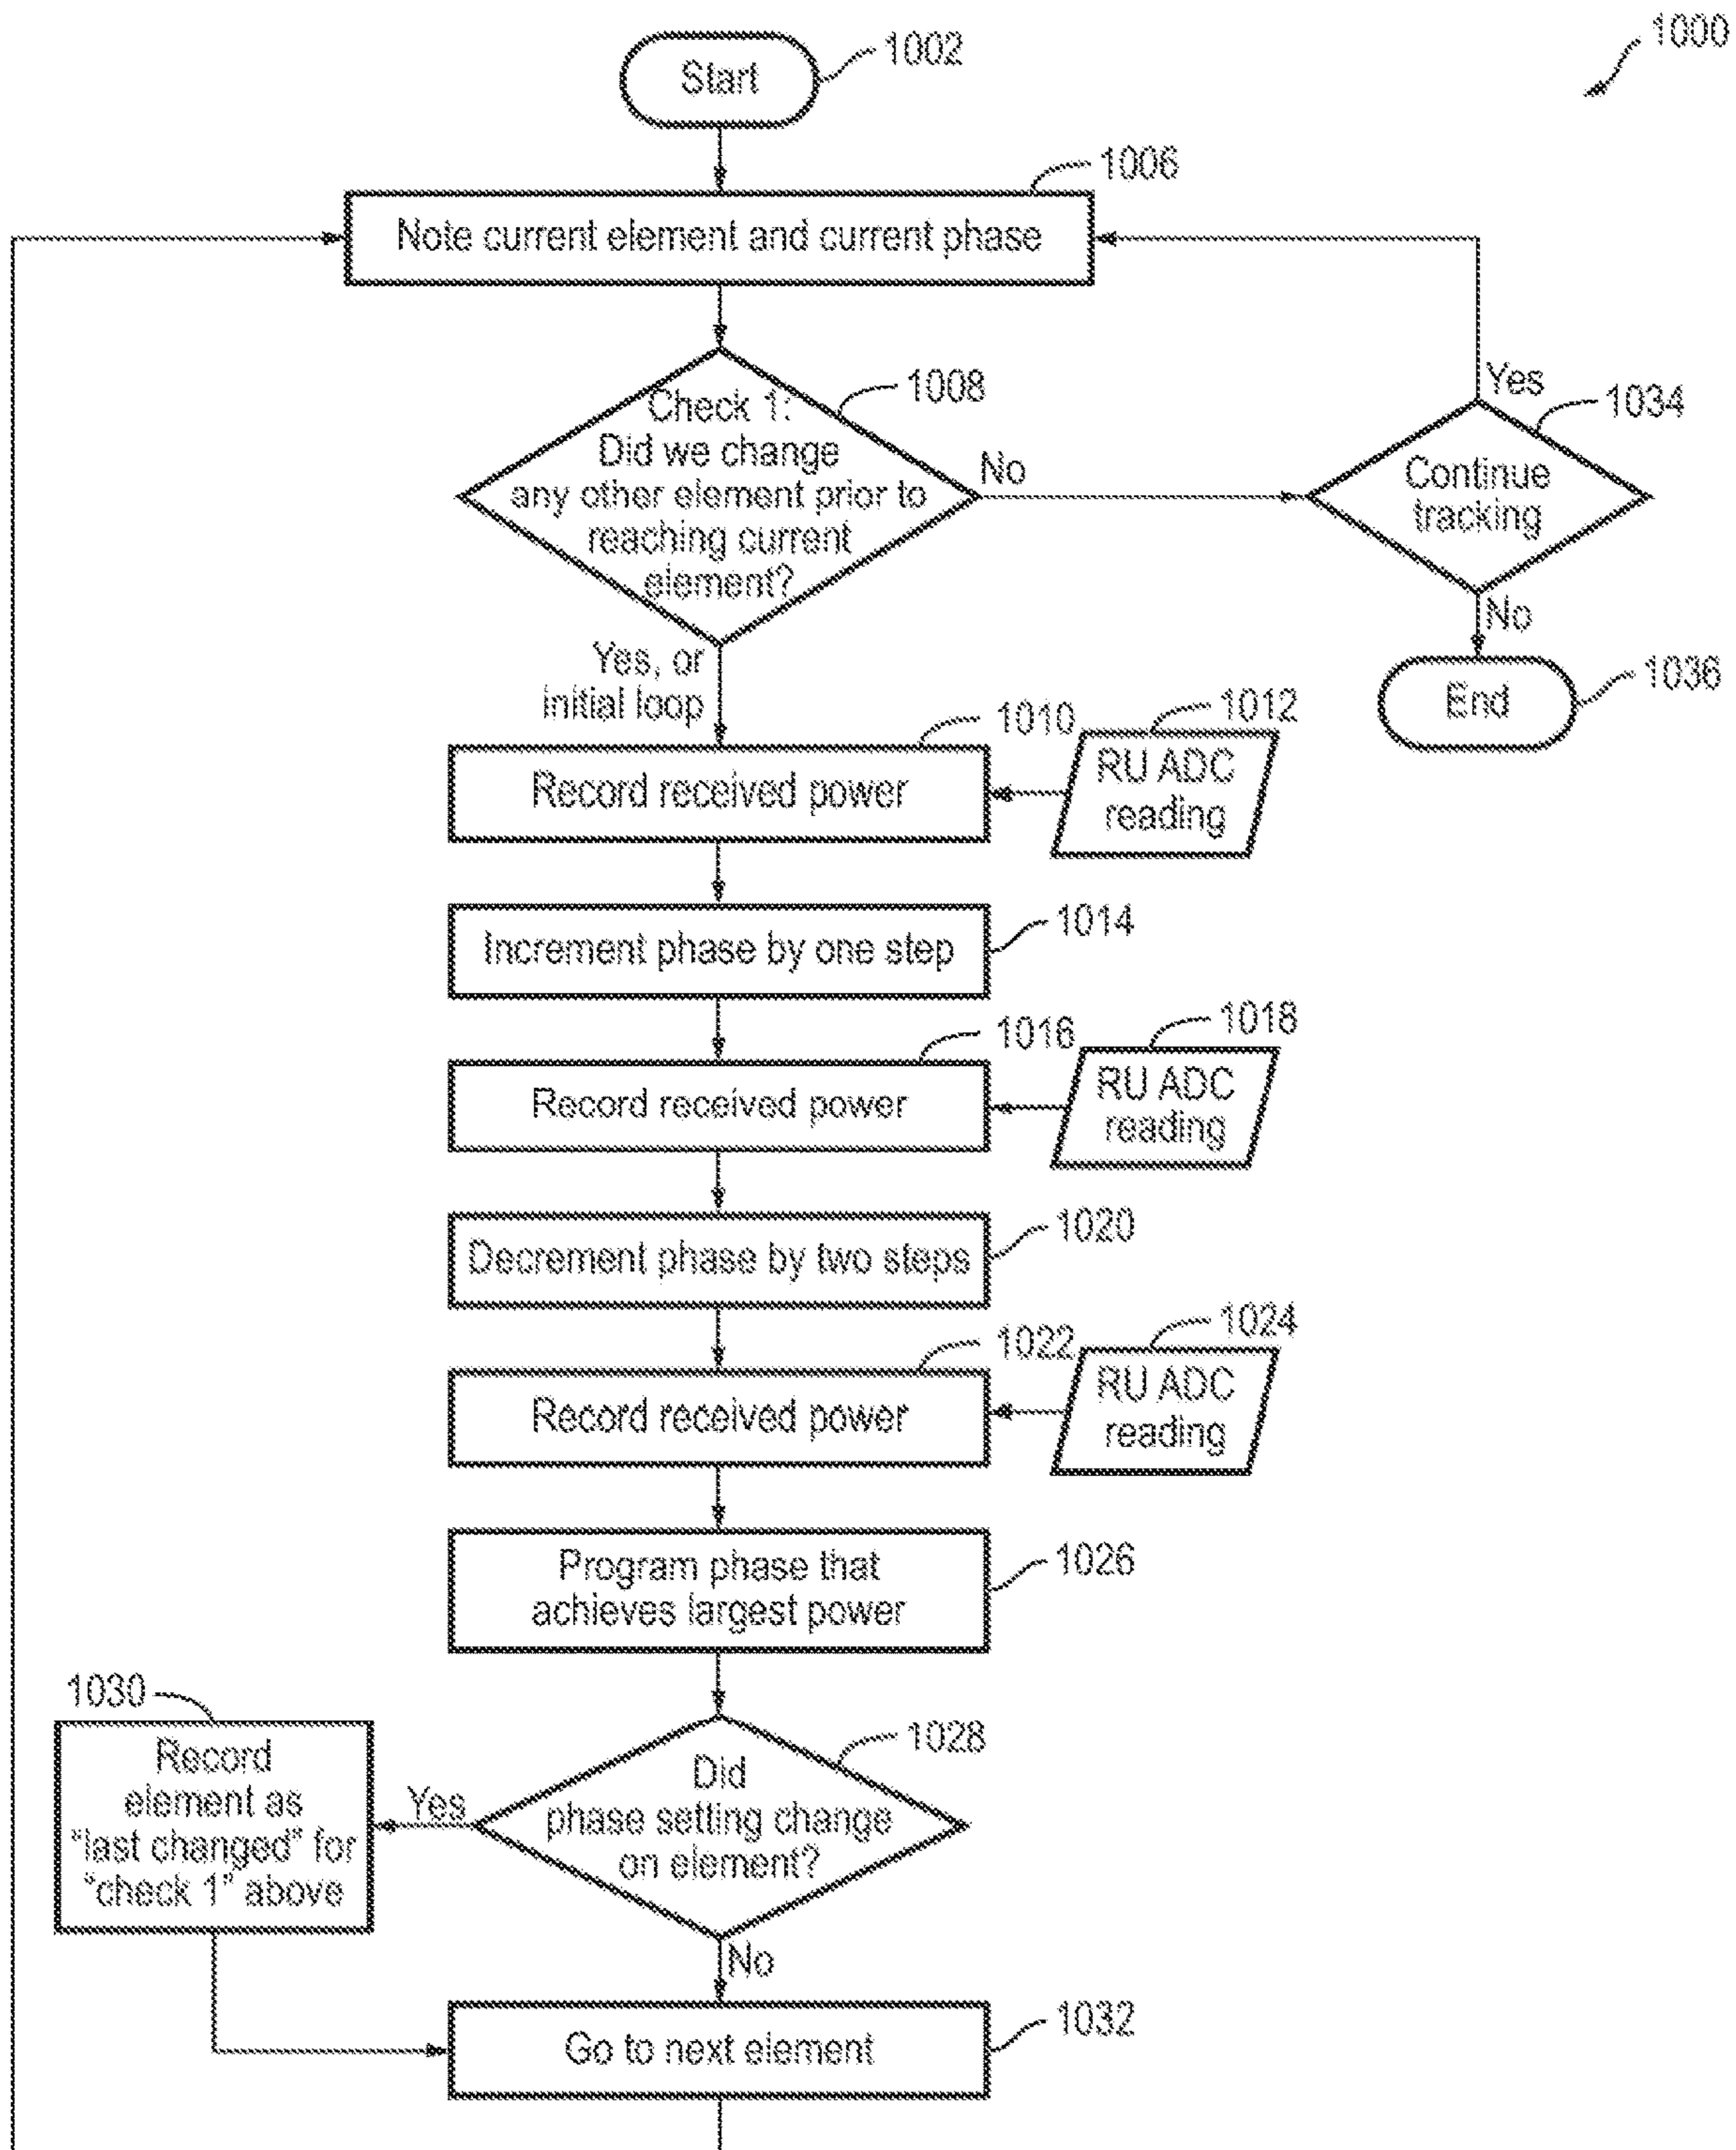 1000
Start
1002
1006
Note current element and current phase
1008
Check 1:
Did we change
any other element prior to
reaching current
element?
No
Yes
1034
Continue
tracking
No
End
1036
Yes, or
initial loop
1010
Record received power
1012
RU ADC
reading
Increment phase by one step
1014
1016
Record received power
1018
RU ADC
reading
Decrement phase by two steps
1020
1022
Record received power
1024
RU ADC
reading
Program phase that
achieves largest power
1026
1028
Did
phase setting change
on element?
Yes
1030
Record
element as
"last changed" for
"check 1" above
No
Go to next element
1032